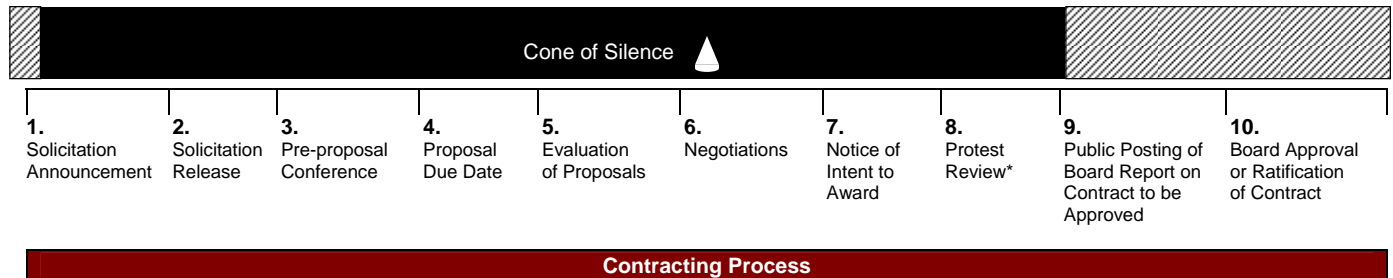 Cone of Silence
1.
Solicitation
Announcement
2.
Solicitation
Release
3.
Pre-proposal
Conference
4.
Proposal
Due Date
5.
Evaluation
of Proposals
6.
Negotiations
7.
Notice of
Intent to
Award
8.
Protest
Review*
9.
Public Posting of
Board Report on
Contract to be
Approved
10.
Board Approval
or Ratification
of Contract
Contracting Process